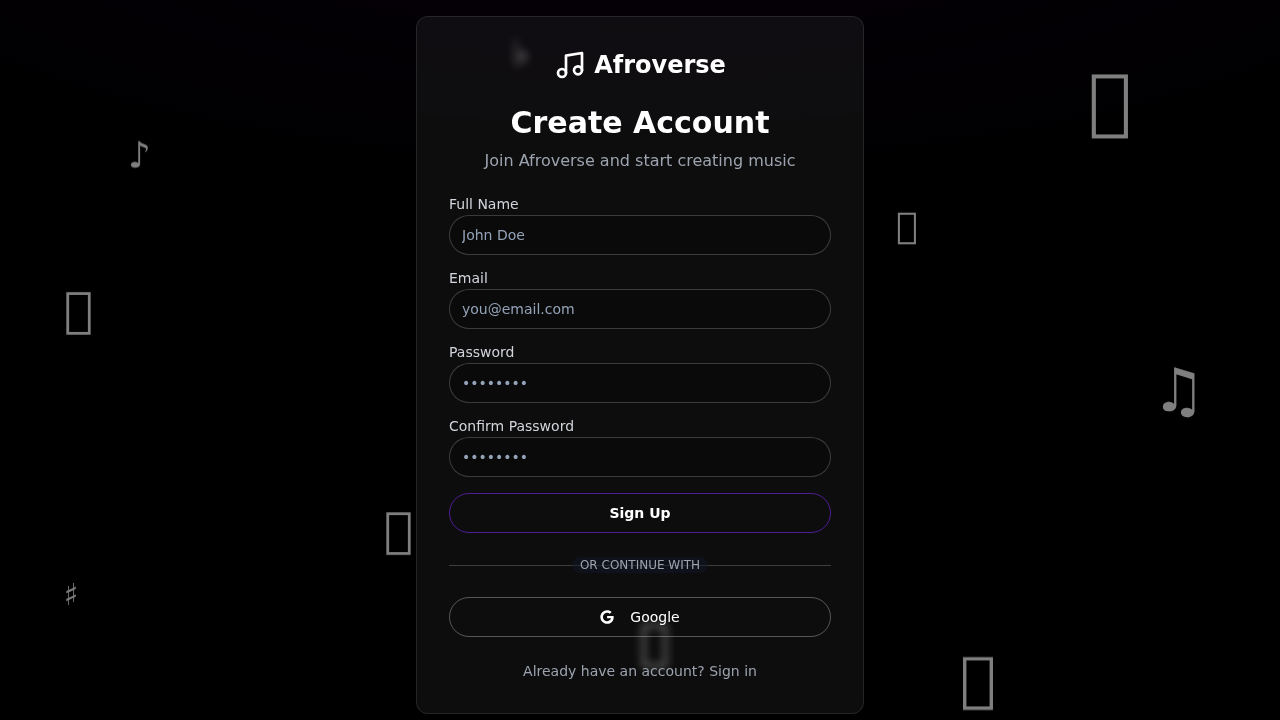 Afroverse
Create Account
Join Afroverse and start creating music
Full Name
John Doe
Email
you@email.com
Password
••••••••
Confirm Password
••••••••
Sign Up
OR CONTINUE WITH
Google
Already have an account? Sign in